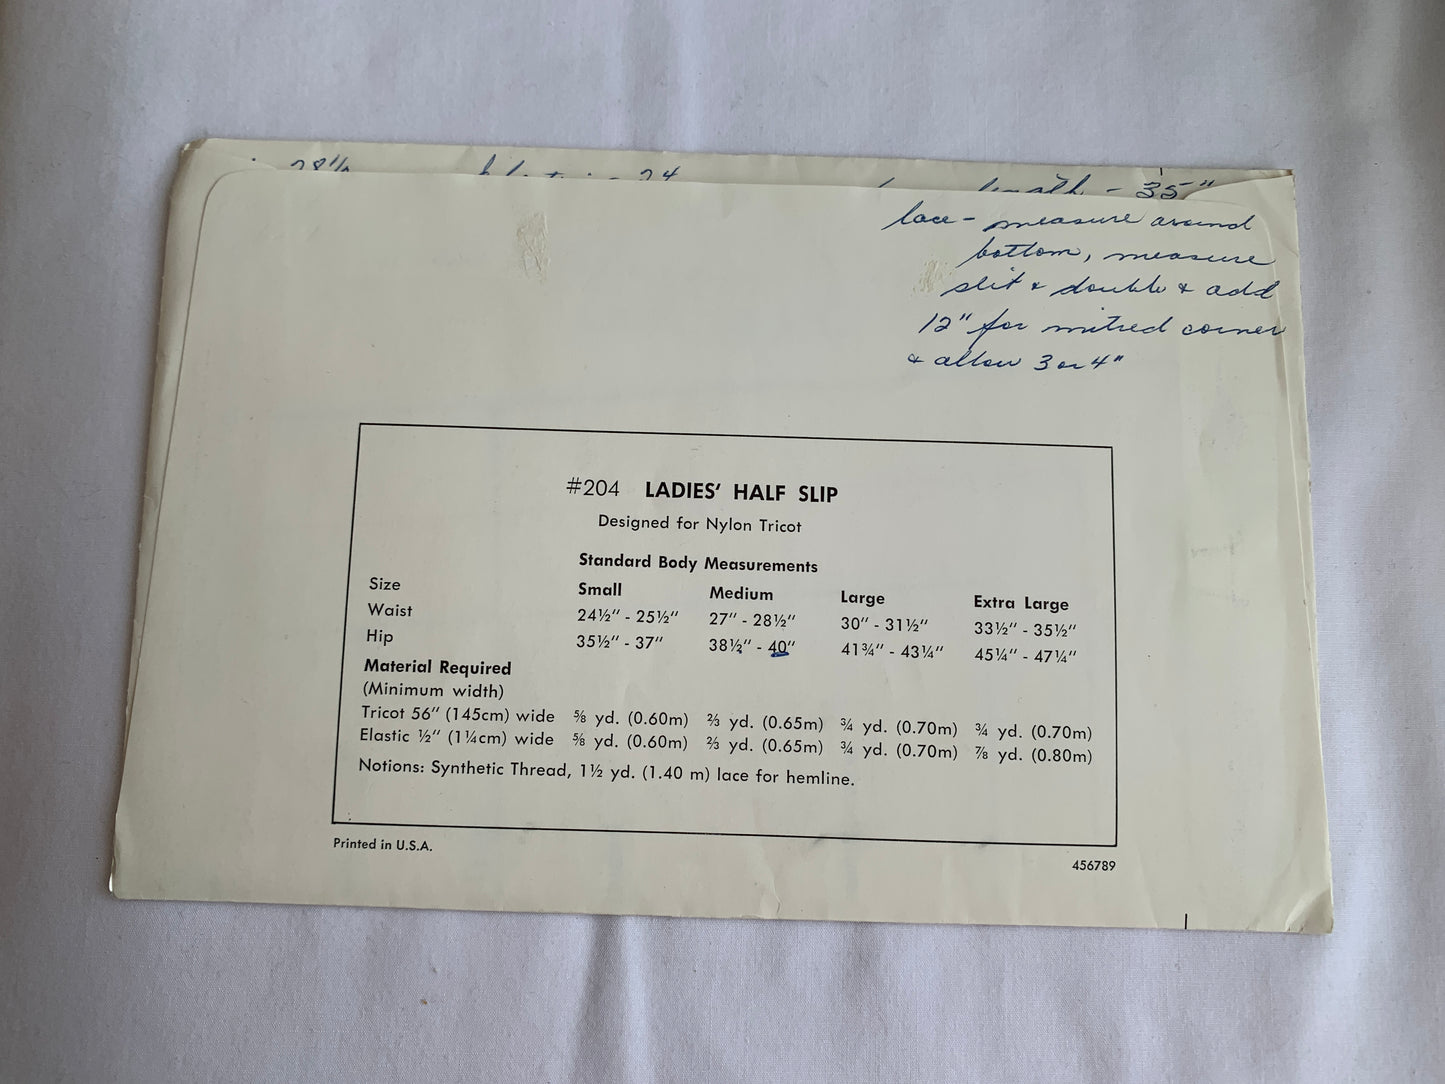 28½ elastic - 24 length - 35"
lace - measure around
bottom, measure
slit & double & add
12" for mitred corner
& allow 3 or 4"
#204 LADIES' HALF SLIP
Designed for Nylon Tricot
Standard Body Measurements
Size Small Medium Large Extra Large
Waist 24½" - 25½" 27" - 28½" 30" - 31½" 33½" - 35½"
Hip 35½" - 37" 38½" - 40" 41¾" - 43¼" 45¼" - 47¼"
Material Required
(Minimum width)
Tricot 56" (145cm) wide ⅝ yd. (0.60m) ⅔ yd. (0.65m) ¾ yd. (0.70m) ¾ yd. (0.70m)
Elastic ½" (1¼cm) wide ⅝ yd. (0.60m) ⅔ yd. (0.65m) ¾ yd. (0.70m) ⅞ yd. (0.80m)
Notions: Synthetic Thread, 1½ yd. (1.40 m) lace for hemline.
Printed in U.S.A.
456789